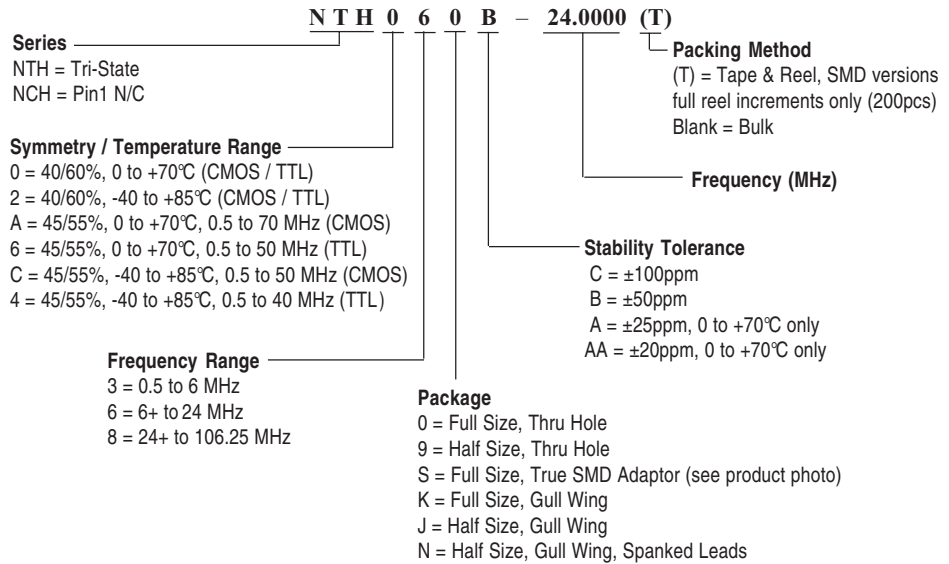 N T H 0 6 0 B – 24.0000 (T)
Series
NTH = Tri-State
NCH = Pin1 N/C
Packing Method
(T) = Tape & Reel, SMD versions
full reel increments only (200pcs)
Blank = Bulk
Symmetry / Temperature Range
0 = 40/60%, 0 to +70°C (CMOS / TTL)
2 = 40/60%, -40 to +85°C (CMOS / TTL)
A = 45/55%, 0 to +70°C, 0.5 to 70 MHz (CMOS)
6 = 45/55%, 0 to +70°C, 0.5 to 50 MHz (TTL)
C = 45/55%, -40 to +85°C, 0.5 to 50 MHz (CMOS)
4 = 45/55%, -40 to +85°C, 0.5 to 40 MHz (TTL)
Frequency (MHz)
Stability Tolerance
C = ±100ppm
B = ±50ppm
A = ±25ppm, 0 to +70°C only
AA = ±20ppm, 0 to +70°C only
Frequency Range
3 = 0.5 to 6 MHz
6 = 6+ to 24 MHz
8 = 24+ to 106.25 MHz
Package
0 = Full Size, Thru Hole
9 = Half Size, Thru Hole
S = Full Size, True SMD Adaptor (see product photo)
K = Full Size, Gull Wing
J = Half Size, Gull Wing
N = Half Size, Gull Wing, Spanked Leads